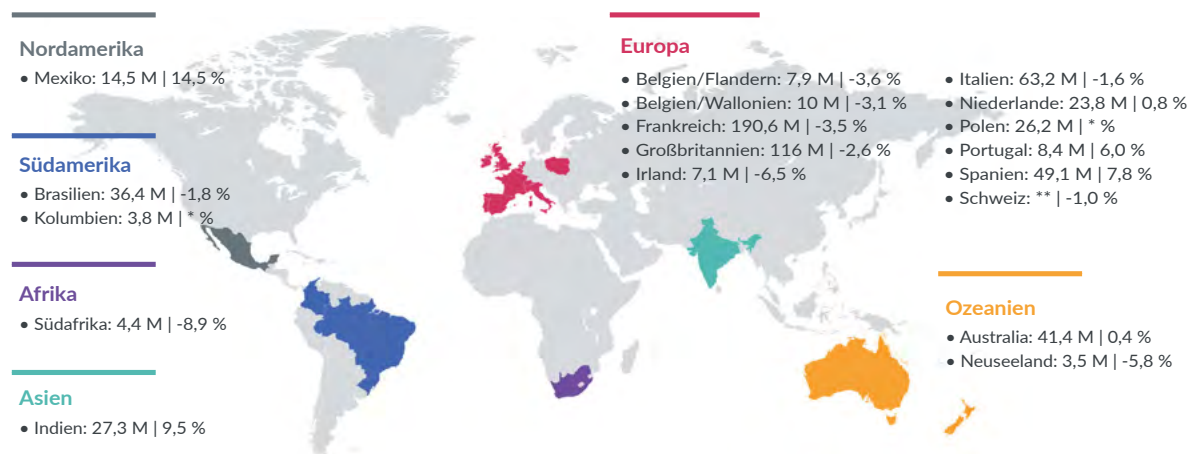 Nordamerika
• Mexiko: 14,5 M | 14,5 %
Südamerika
• Brasilien: 36,4 M | -1,8 %
• Kolumbien: 3,8 M | * %
Afrika
• Südafrika: 4,4 M | -8,9 %
Asien
• Indien: 27,3 M | 9,5 %
Europa
• Belgien/Flandern: 7,9 M | -3,6 %
• Belgien/Wallonien: 10 M | -3,1 %
• Frankreich: 190,6 M | -3,5 %
• Großbritannien: 116 M | -2,6 %
• Irland: 7,1 M | -6,5 %
• Italien: 63,2 M | -1,6 %
• Niederlande: 23,8 M | 0,8 %
• Polen: 26,2 M | * %
• Portugal: 8,4 M | 6,0 %
• Spanien: 49,1 M | 7,8 %
• Schweiz: ** | -1,0 %
Ozeanien
• Australia: 41,4 M | 0,4 %
• Neuseeland: 3,5 M | -5,8 %